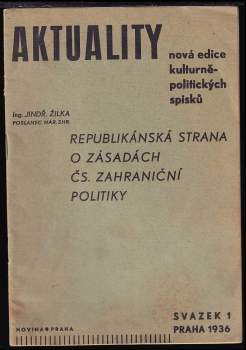 AKTUALITY
nová edice
kulturně-
politických
spisků
Ing. JINDŘ. ŽILKA
POSLANEC NÁR. SHR.
REPUBLIKÁNSKÁ STRANA
O ZÁSADÁCH
ČS. ZAHRANIČNÍ
POLITIKY
SVAZEK 1
NOVINA PRAHA
PRAHA 1936